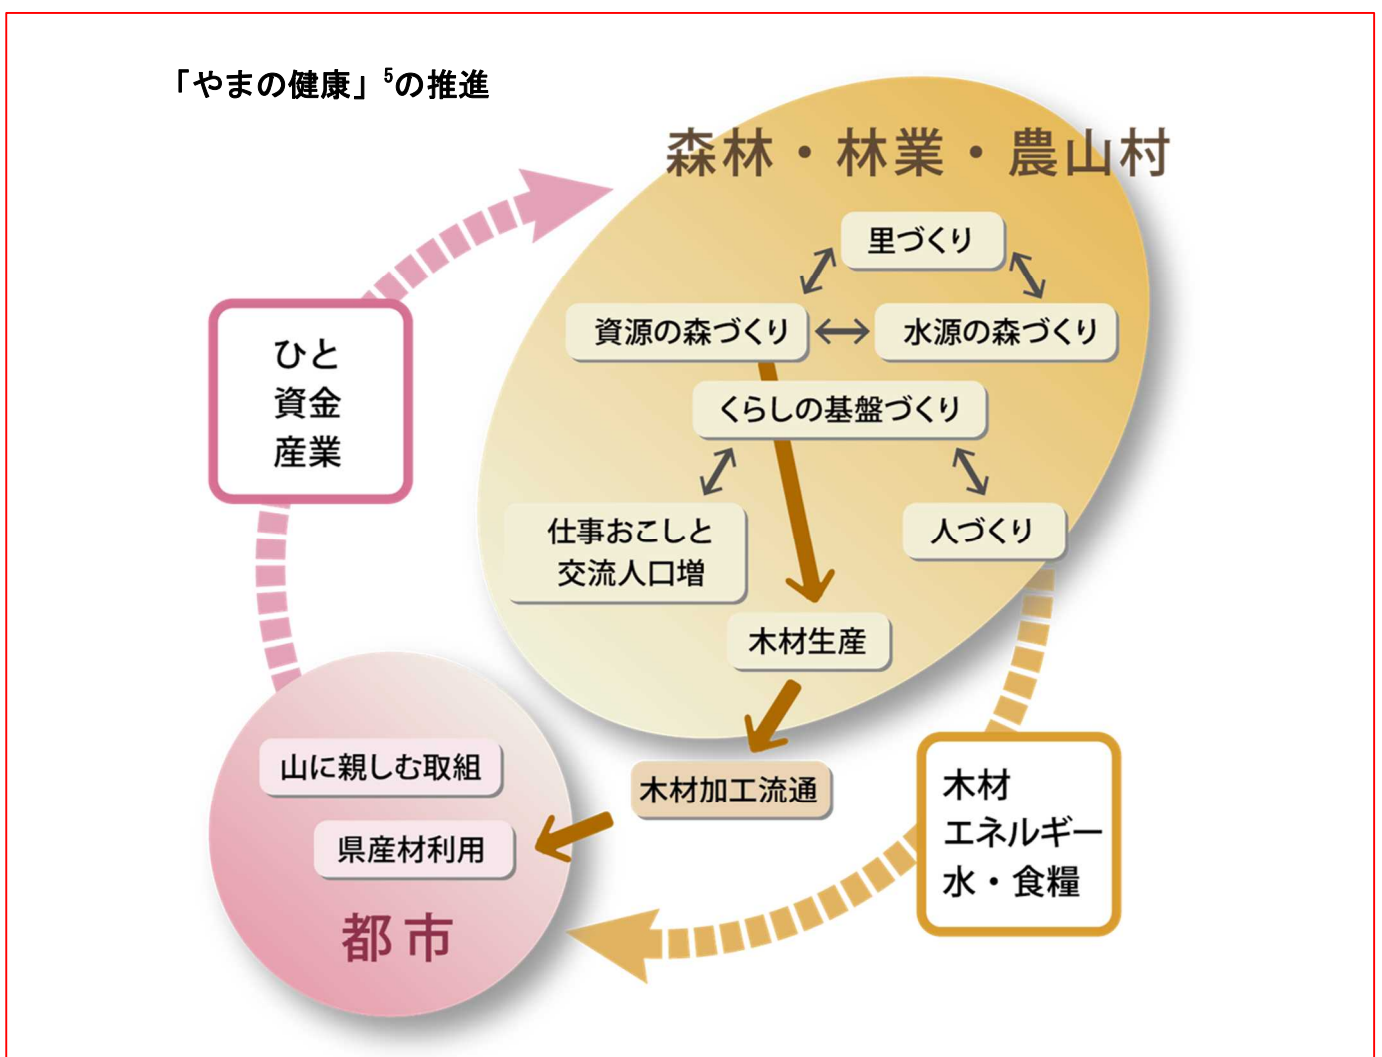 「やまの健康」5の推進
森林・林業・農山村
里づくり
資源の森づくり
水源の森づくり
くらしの基盤づくり
仕事おこしと
交流人口増
人づくり
木材生産
ひと
資金
産業
木材加工流通
木材
エネルギー
水・食糧
山に親しむ取組
県産材利用
都市